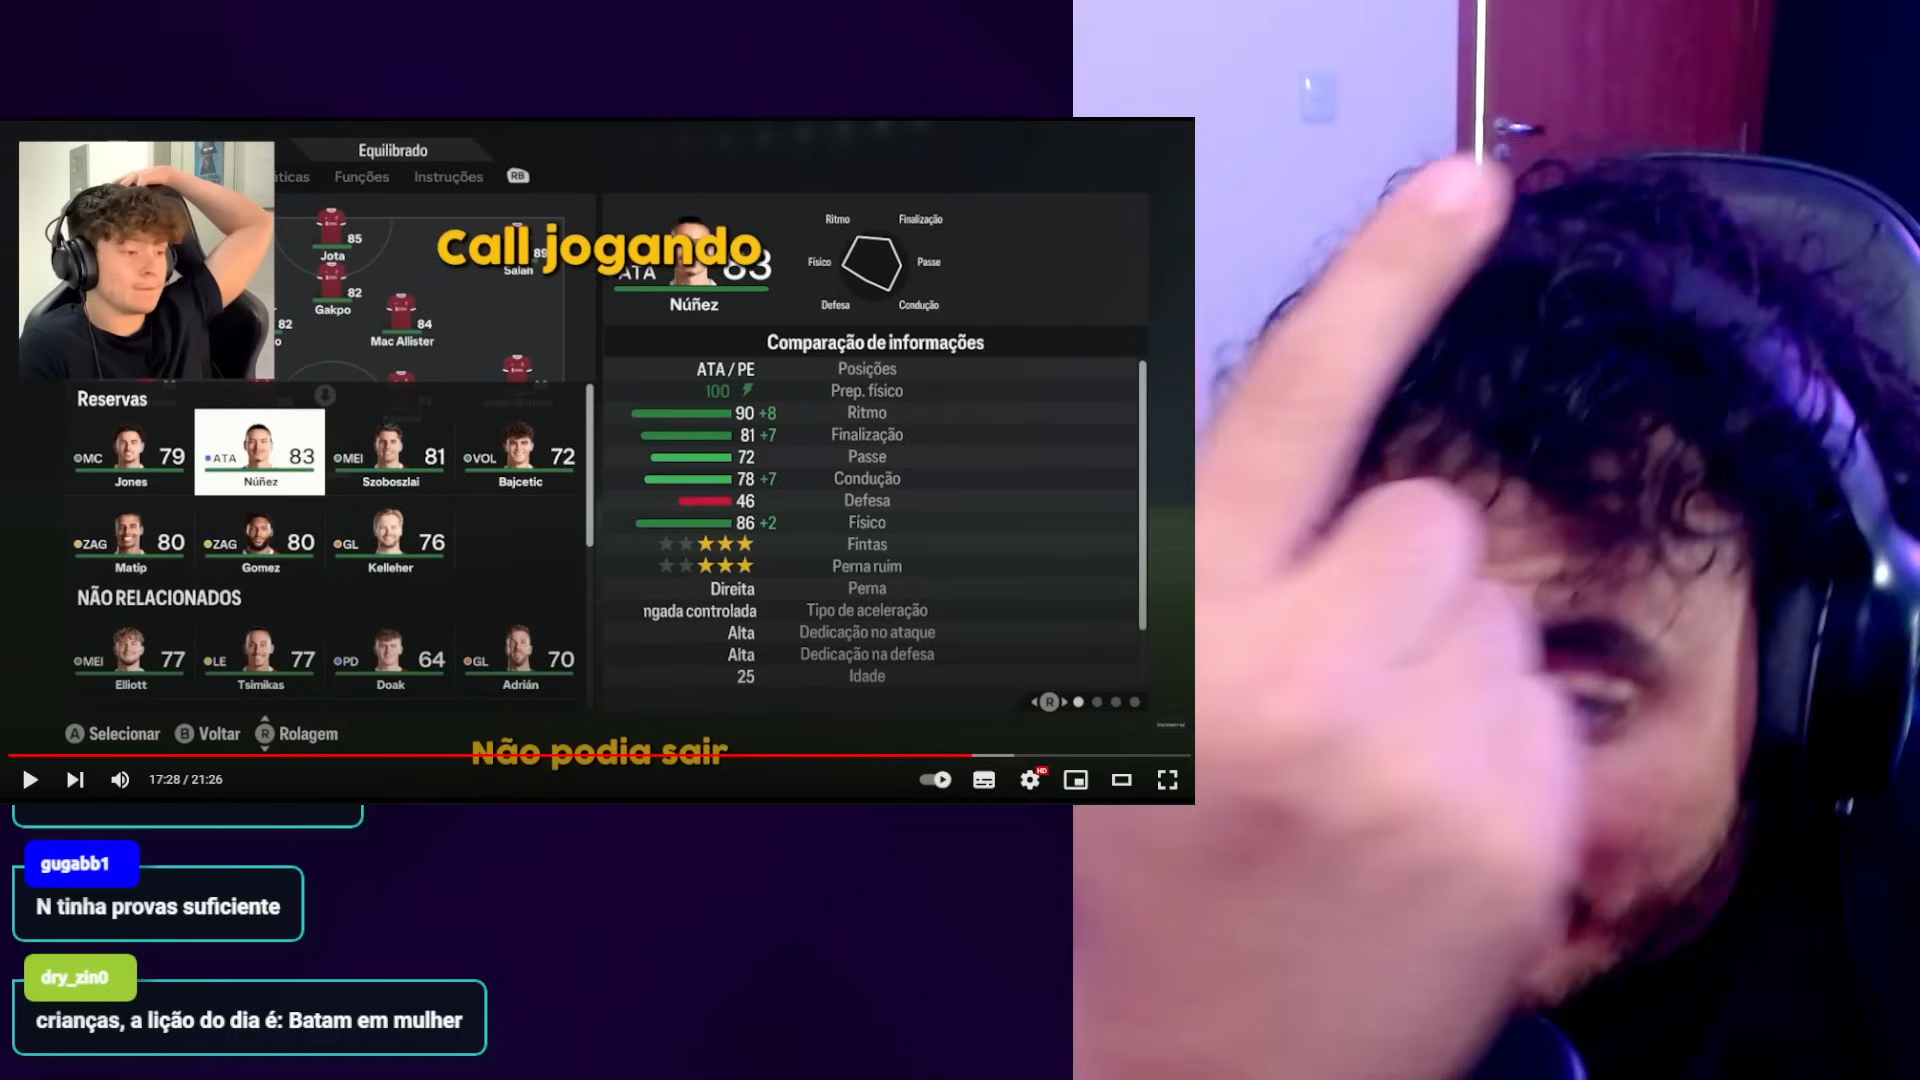 Equilibrado
áticas Funções Instruções RB
85
Jota
82
Gakpo
82
84
Mac Allister
89
Salah
Call jogando
ATA 83
Núñez
Ritmo
Finalização
Físico
Passe
Defesa
Condução
Comparação de informações
ATA / PE Posições
100 Prep. físico
90 +8 Ritmo
81 +7 Finalização
72 Passe
78 +7 Condução
46 Defesa
86 +2 Físico
Fintas
Perna ruim
Direita Perna
ngada controlada Tipo de aceleração
Alta Dedicação no ataque
Alta Dedicação na defesa
25 Idade
R
Reservas
MC 79
Jones
ATA 83
Núñez
MEI 81
Szoboszlai
VOL 72
Bajcetic
ZAG 80
Matip
ZAG 80
Gomez
GL 76
Kelleher
NÃO RELACIONADOS
MEI 77
Elliott
LE 77
Tsimikas
PD 64
Doak
GL 70
Adrián
A Selecionar B Voltar R Rolagem
Não podia sair
17:28 / 21:26
HD
gugabb1
N tinha provas suficiente
dry_zin0
crianças, a lição do dia é: Batam em mulher